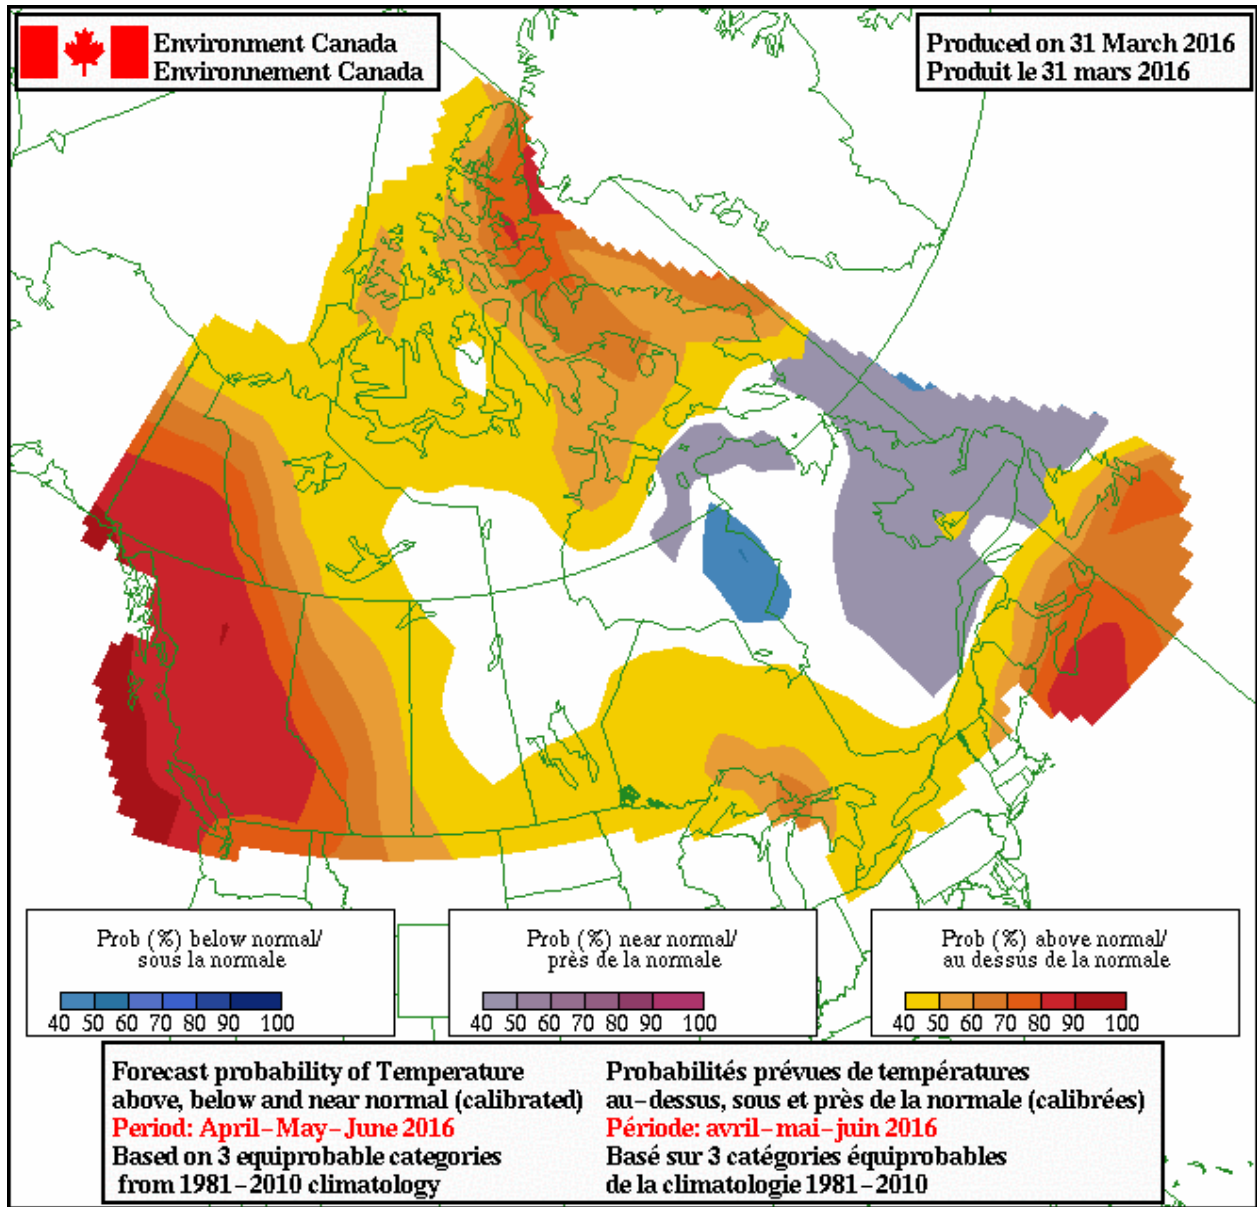 Environment Canada
Environnement Canada
Produced on 31 March 2016
Produit le 31 mars 2016
Prob (%) below normal/
sous la normale
40 50 60 70 80 90 100
Prob (%) near normal/
près de la normale
40 50 60 70 80 90 100
Prob (%) above normal/
au dessus de la normale
40 50 60 70 80 90 100
Forecast probability of Temperature
above, below and near normal (calibrated)
Period: April-May-June 2016
Based on 3 equiprobable categories
from 1981-2010 climatology
Probabilités prévues de températures
au-dessus, sous et près de la normale (calibrées)
Période: avril-mai-juin 2016
Basé sur 3 catégories équiprobables
de la climatologie 1981-2010